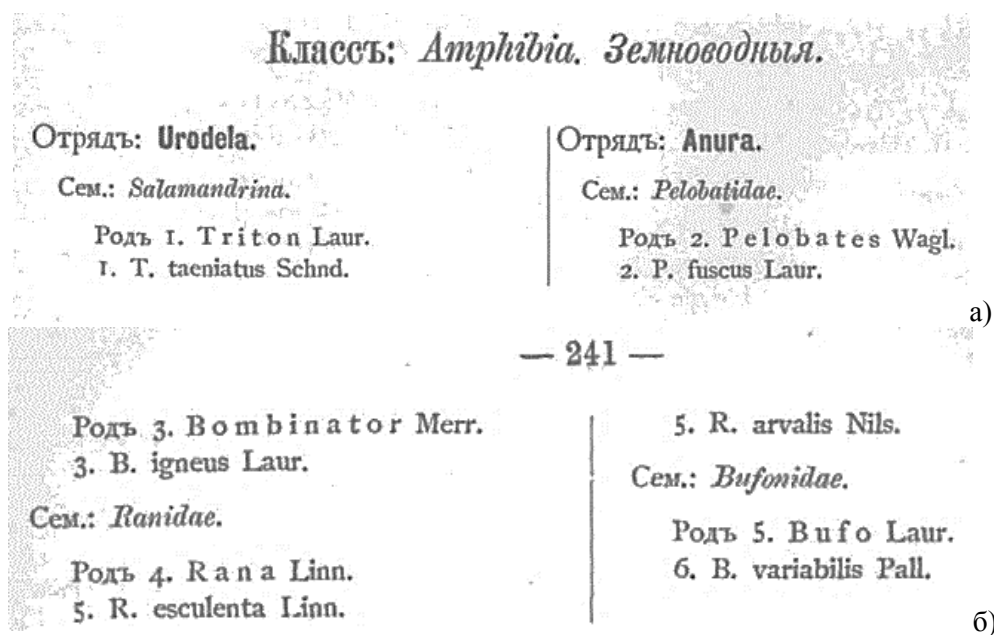 Классъ: Amphibia. Земноводныя.
Отрядъ: Urodela.
Сем.: Salamandrina.
Родъ 1. Triton Laur.
1. T. taeniatus Schnd.
Отрядъ: Anura.
Сем.: Pelobatidae.
Родъ 2. Pelobates Wagl.
2. P. fuscus Laur.
а)
— 241 —
Родъ 3. Bombinator Merr.
3. B. igneus Laur.
Сем.: Ranidae.
Родъ 4. Rana Linn.
5. R. esculenta Linn.
5. R. arvalis Nils.
Сем.: Bufonidae.
Родъ 5. Bufo Laur.
6. B. variabilis Pall.
б)